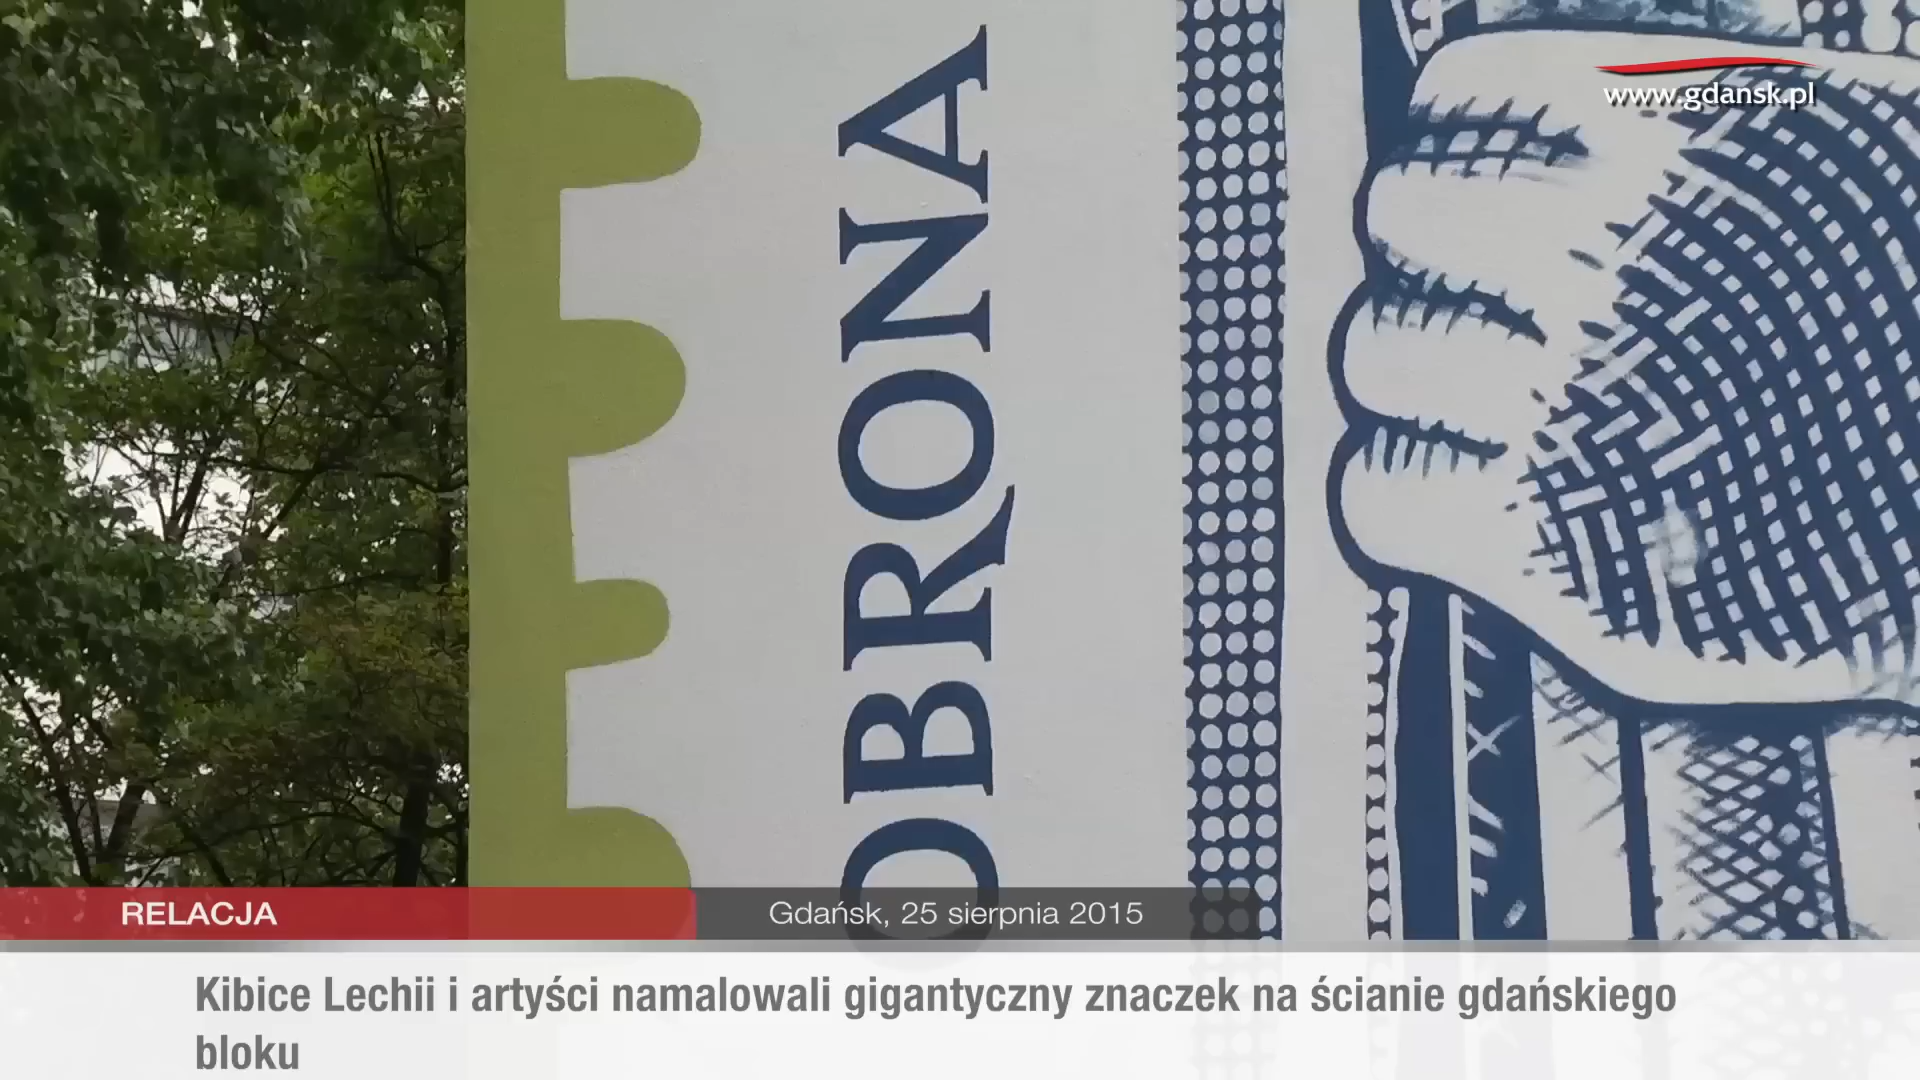 www.gdansk.pl
OBRONA
RELACJA
Gdańsk, 25 sierpnia 2015
Kibice Lechii i artyści namalowali gigantyczny znaczek na ścianie gdańskiego
bloku